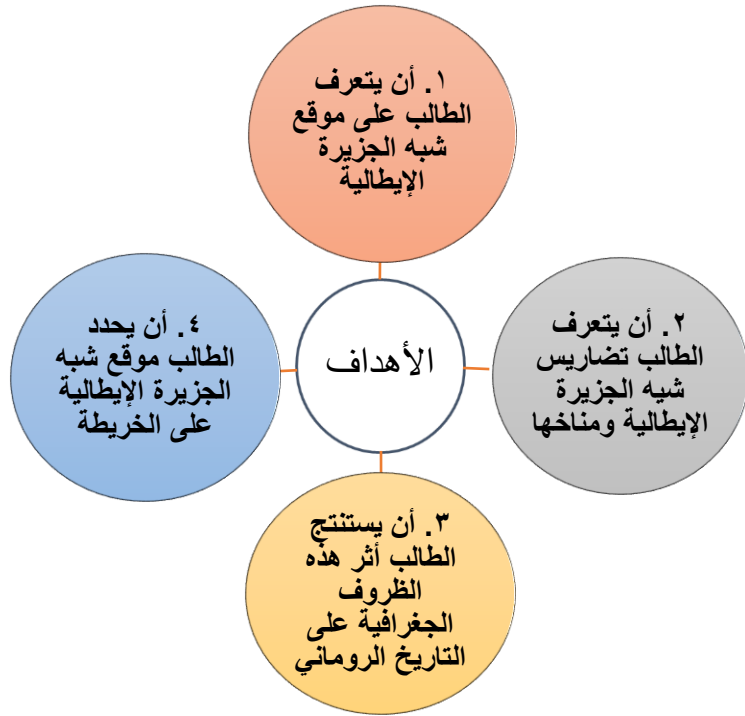 ١. أن يتعرف
الطالب على موقع
شبه الجزيرة
الإيطالية
الأهداف
٢. أن يتعرف
الطالب تضاريس
شيه الجزيرة
الإيطالية ومناخها
٣. أن يستنتج
الطالب أثر هذه
الظروف
الجغرافية على
التاريخ الروماني
٤. أن يحدد
الطالب موقع شبه
الجزيرة الإيطالية
على الخريطة